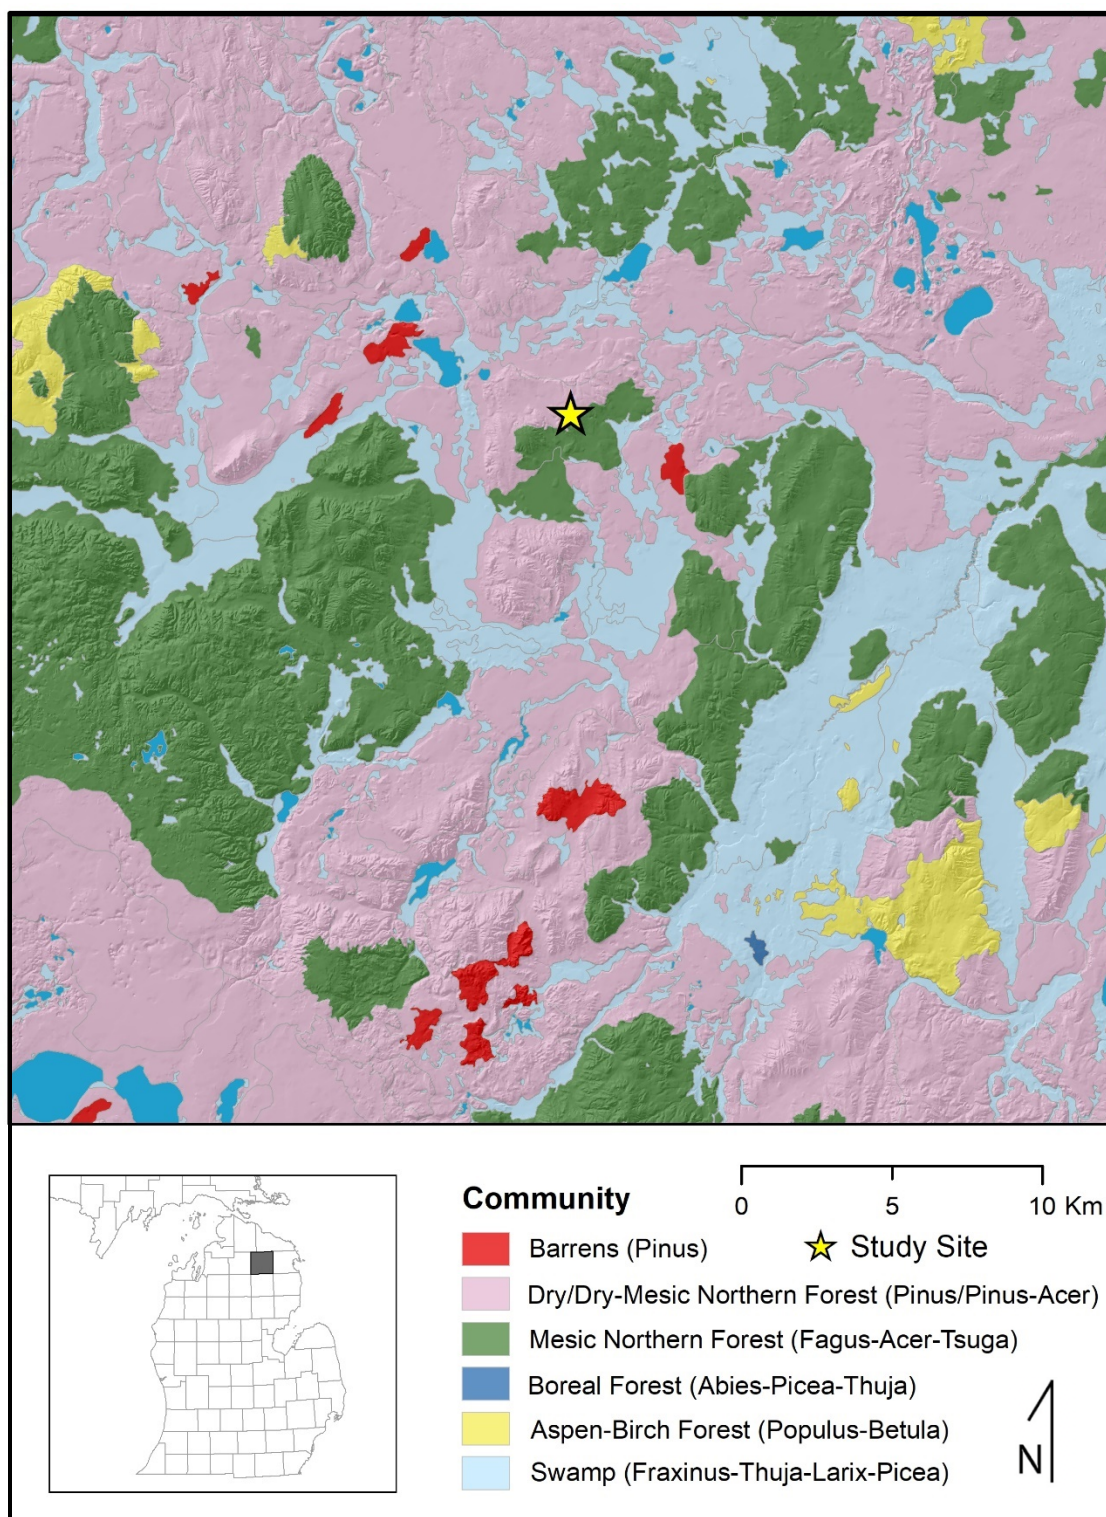 Community
Barrens (Pinus)
Dry/Dry-Mesic Northern Forest (Pinus/Pinus-Acer)
Mesic Northern Forest (Fagus-Acer-Tsuga)
Boreal Forest (Abies-Picea-Thuja)
Aspen-Birch Forest (Populus-Betula)
Swamp (Fraxinus-Thuja-Larix-Picea)
0 5 10 Km
Study Site
N